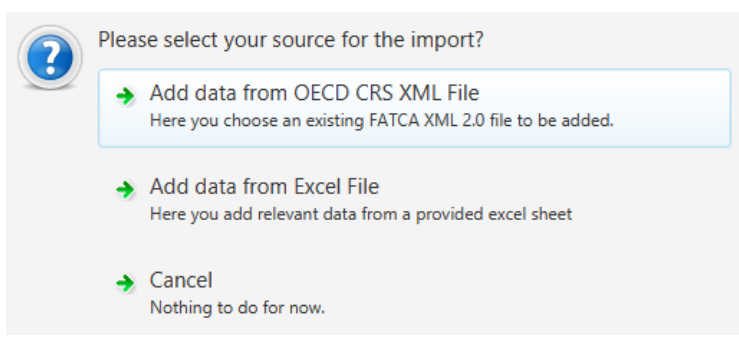 Please select your source for the import?
Add data from OECD CRS XML File
Here you choose an existing FATCA XML 2.0 file to be added.
Add data from Excel File
Here you add relevant data from a provided excel sheet
Cancel
Nothing to do for now.